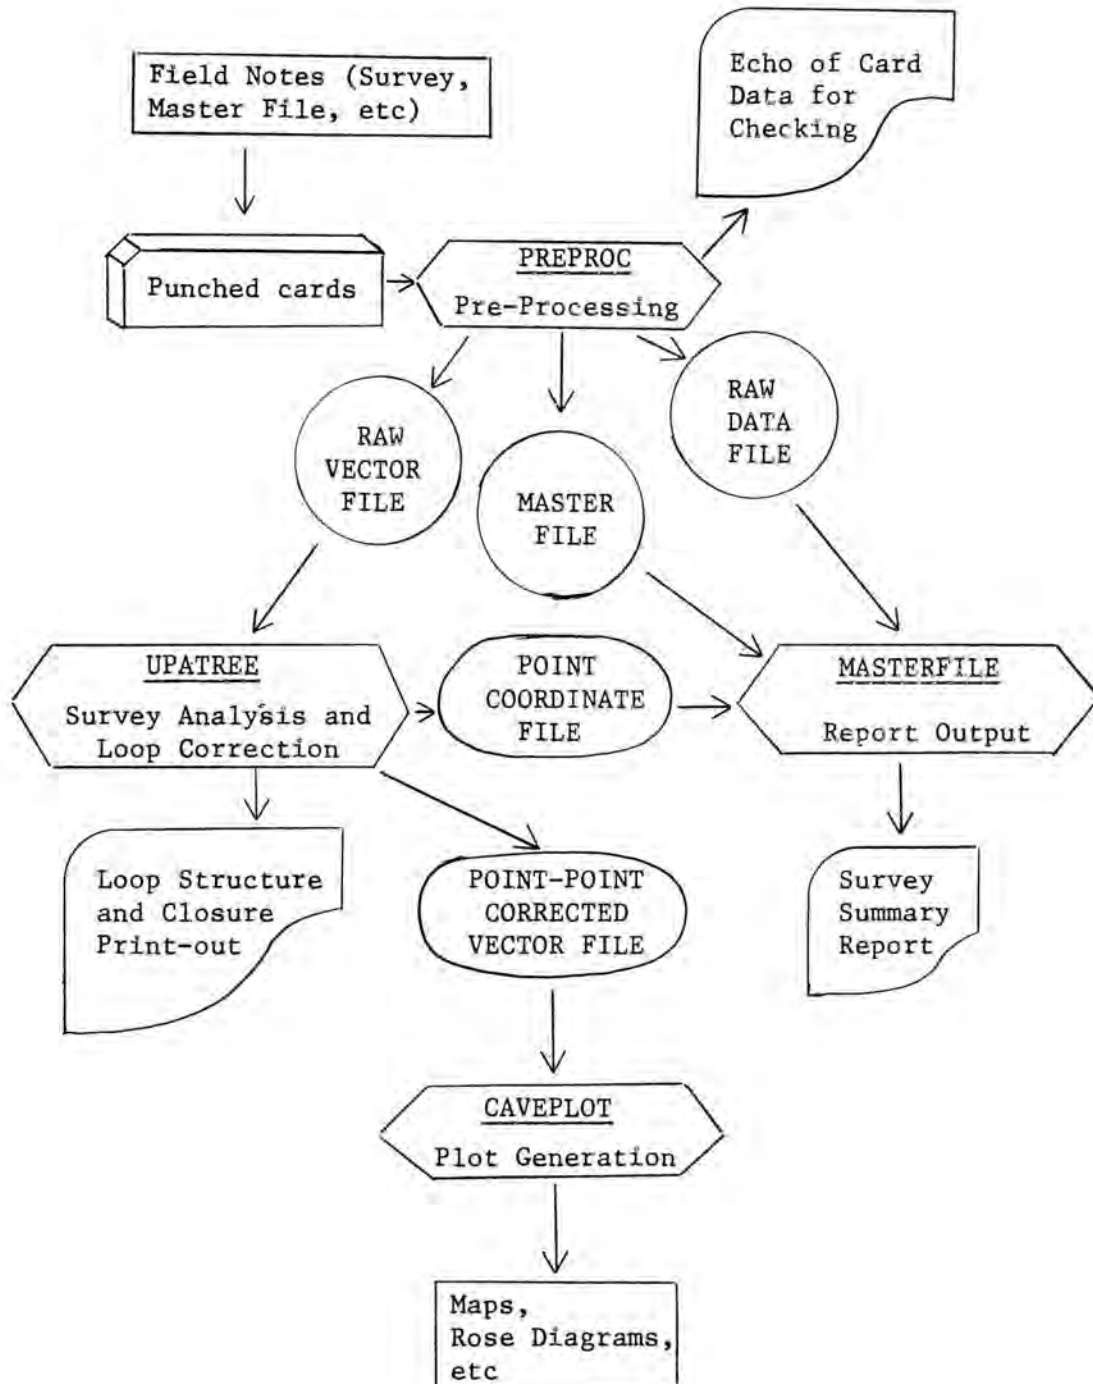 Field Notes (Survey,
Master File, etc)
Echo of Card
Data for
Checking
Punched cards
PREPROC
Pre-Processing
RAW
VECTOR
FILE
MASTER
FILE
RAW
DATA
FILE
UPATREE
Survey Analysis and
Loop Correction
POINT
COORDINATE
FILE
MASTERFILE
Report Output
Loop Structure
and Closure
Print-out
POINT-POINT
CORRECTED
VECTOR FILE
Survey
Summary
Report
CAVEPLOT
Plot Generation
Maps,
Rose Diagrams,
etc